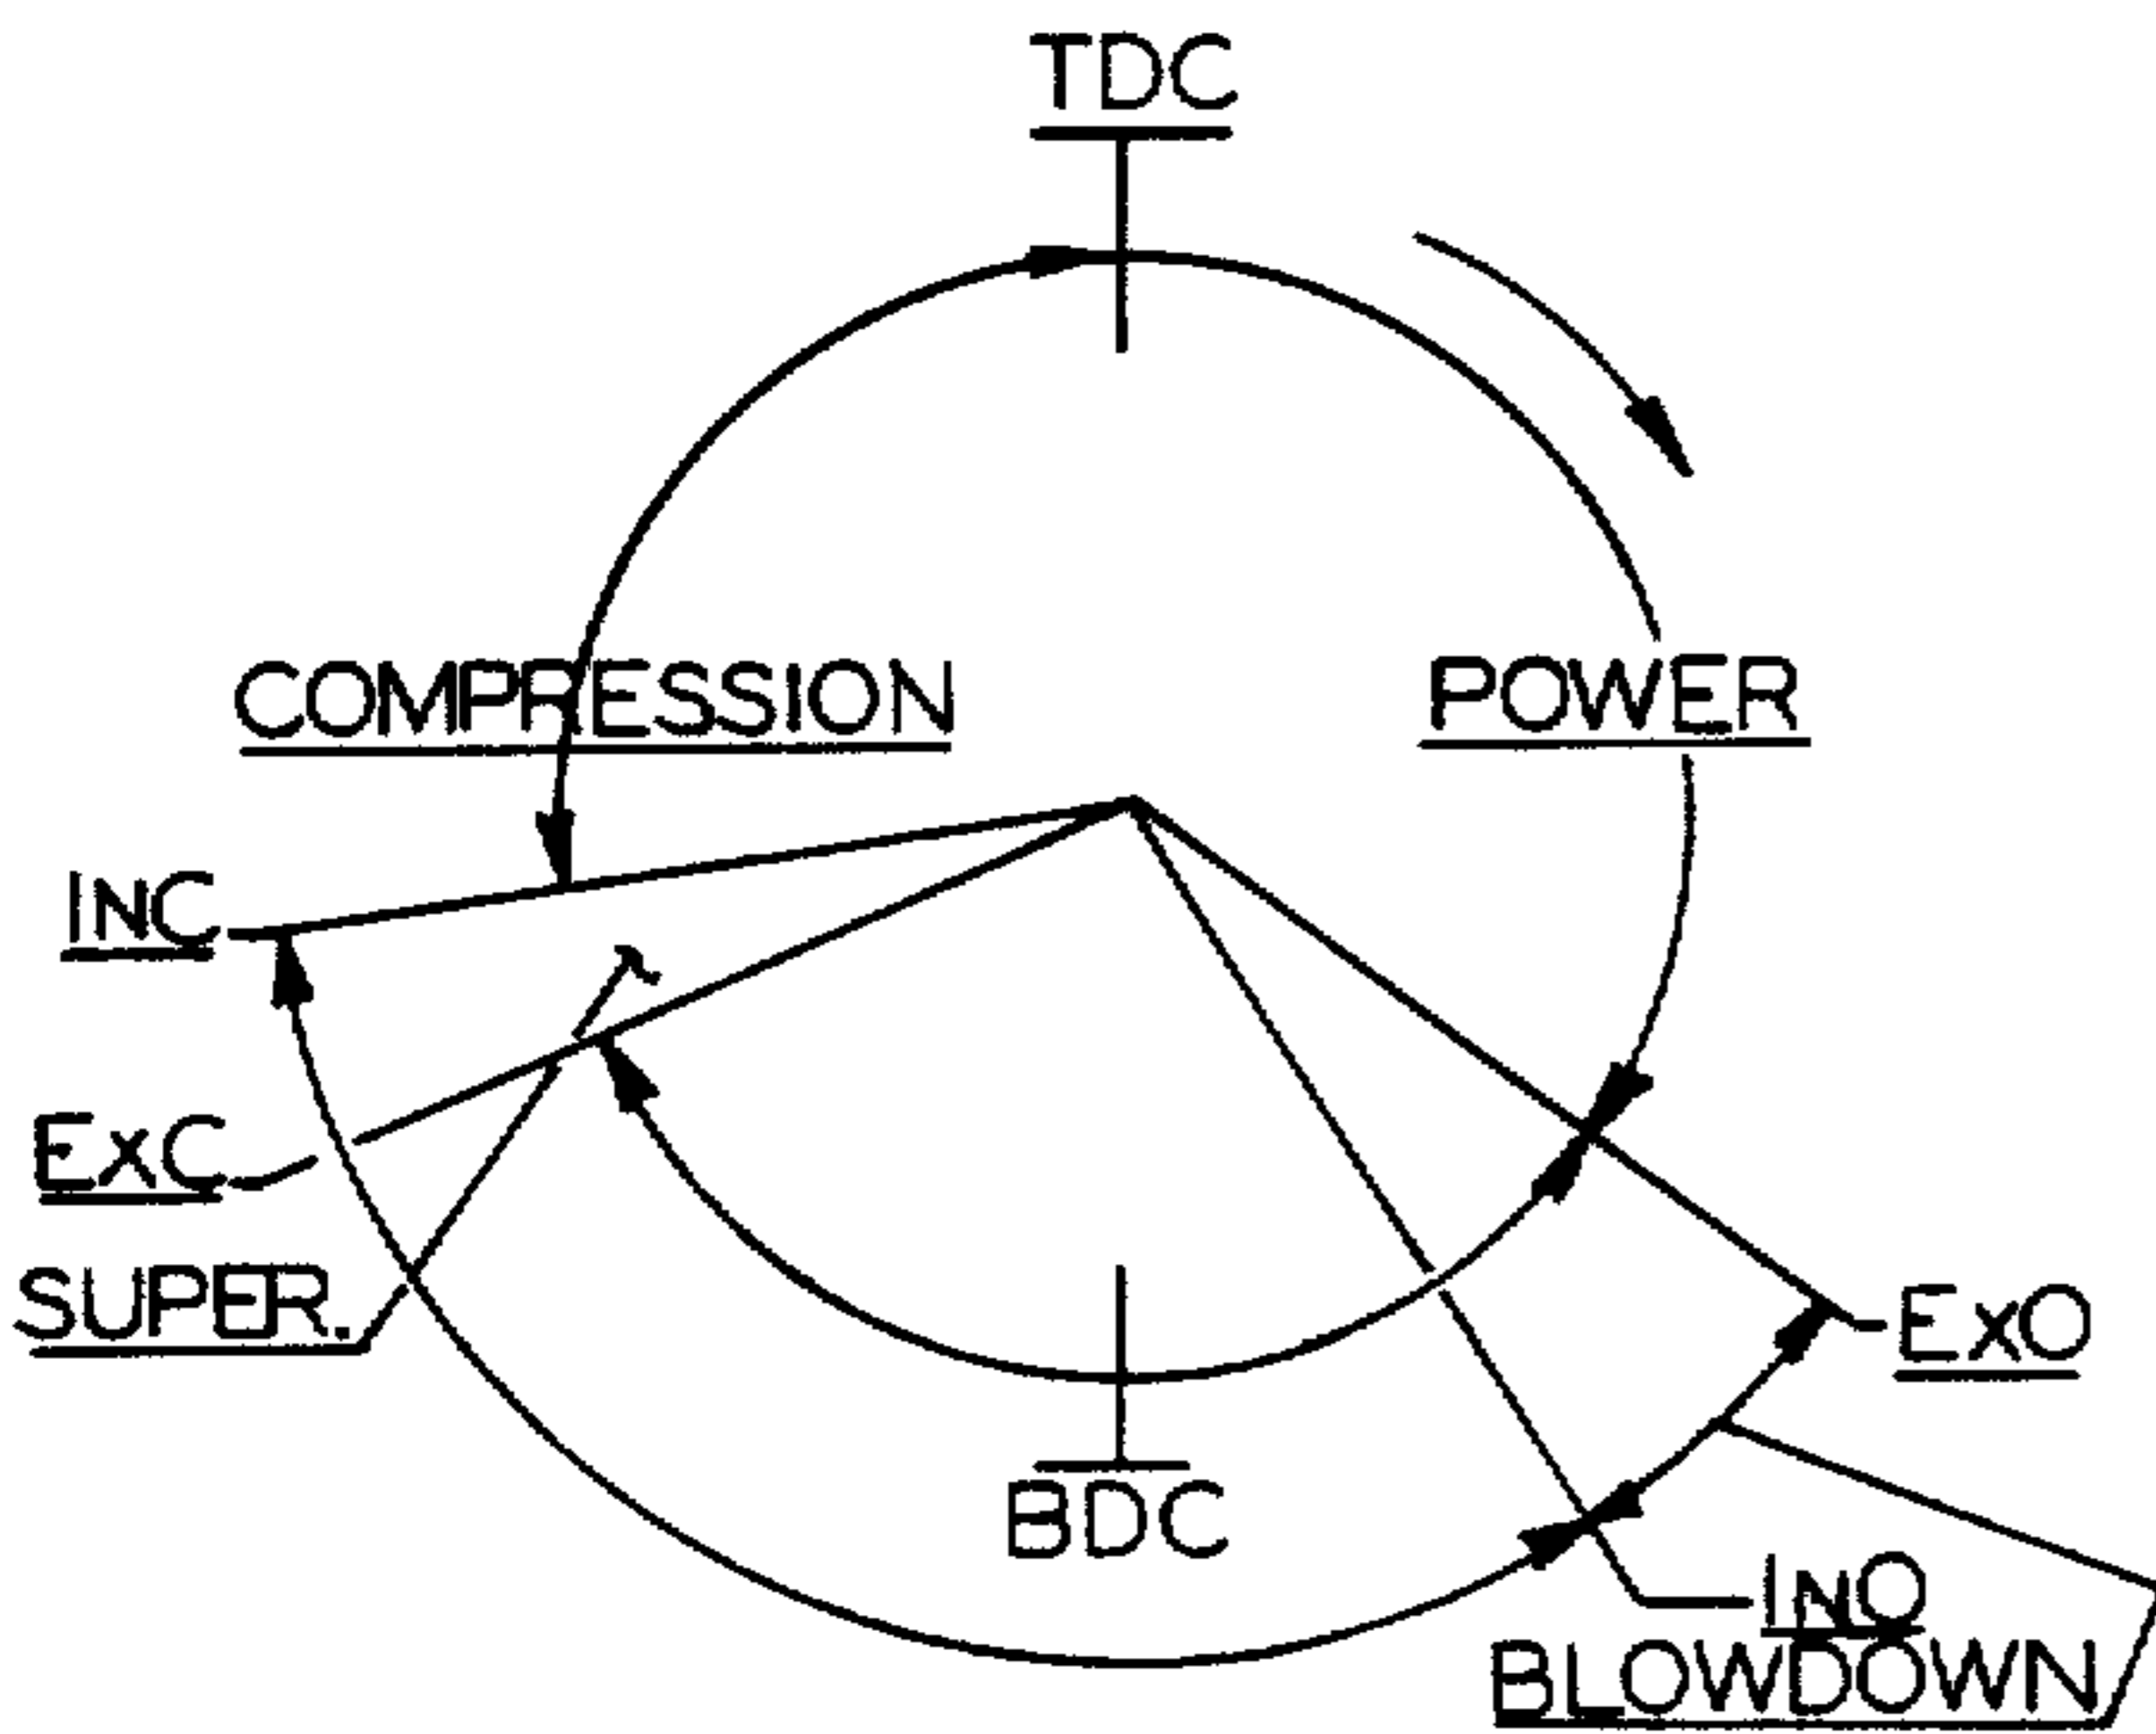 TDC
COMPRESSION
POWER
INC
ExC
SUPER.
ExO
BDC
INO
BLOWDOWN